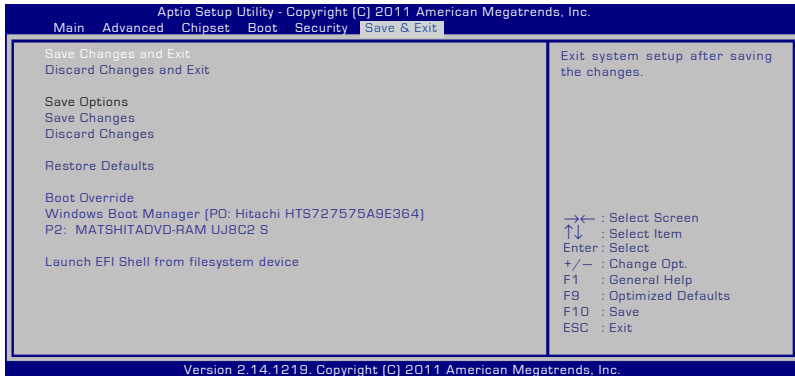 Aptio Setup Utility - Copyright (C) 2011 American Megatrends, Inc.
Main Advanced Chipset Boot Security Save & Exit
Save Changes and Exit
Discard Changes and Exit
Save Options
Save Changes
Discard Changes
Restore Defaults
Boot Override
Windows Boot Manager (P0: Hitachi HTS727575A9E364)
P2: MATSHITADVD-RAM UJ8C2 S
Launch EFI Shell from filesystem device
Exit system setup after saving
the changes.
→← : Select Screen
↑↓ : Select Item
Enter : Select
+/− : Change Opt.
F1 : General Help
F9 : Optimized Defaults
F10 : Save
ESC : Exit
Version 2.14.1219. Copyright (C) 2011 American Megatrends, Inc.